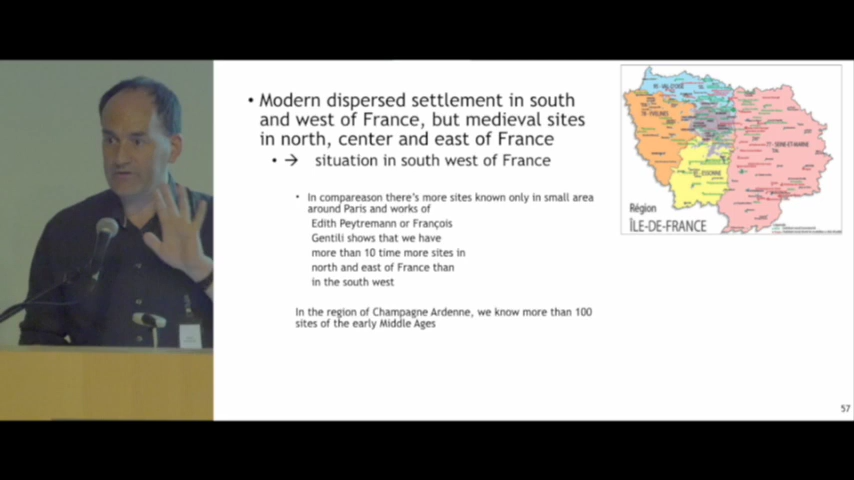 • Modern dispersed settlement in south
and west of France, but medieval sites
in north, center and east of France
• → situation in south west of France
• In compareason there's more sites known only in small area
around Paris and works of
Edith Peytremann or François
Gentili shows that we have
more than 10 time more sites in
north and east of France than
in the south west
In the region of Champagne Ardenne, we know more than 100
sites of the early Middle Ages
Région
ÎLE-DE-FRANCE
57